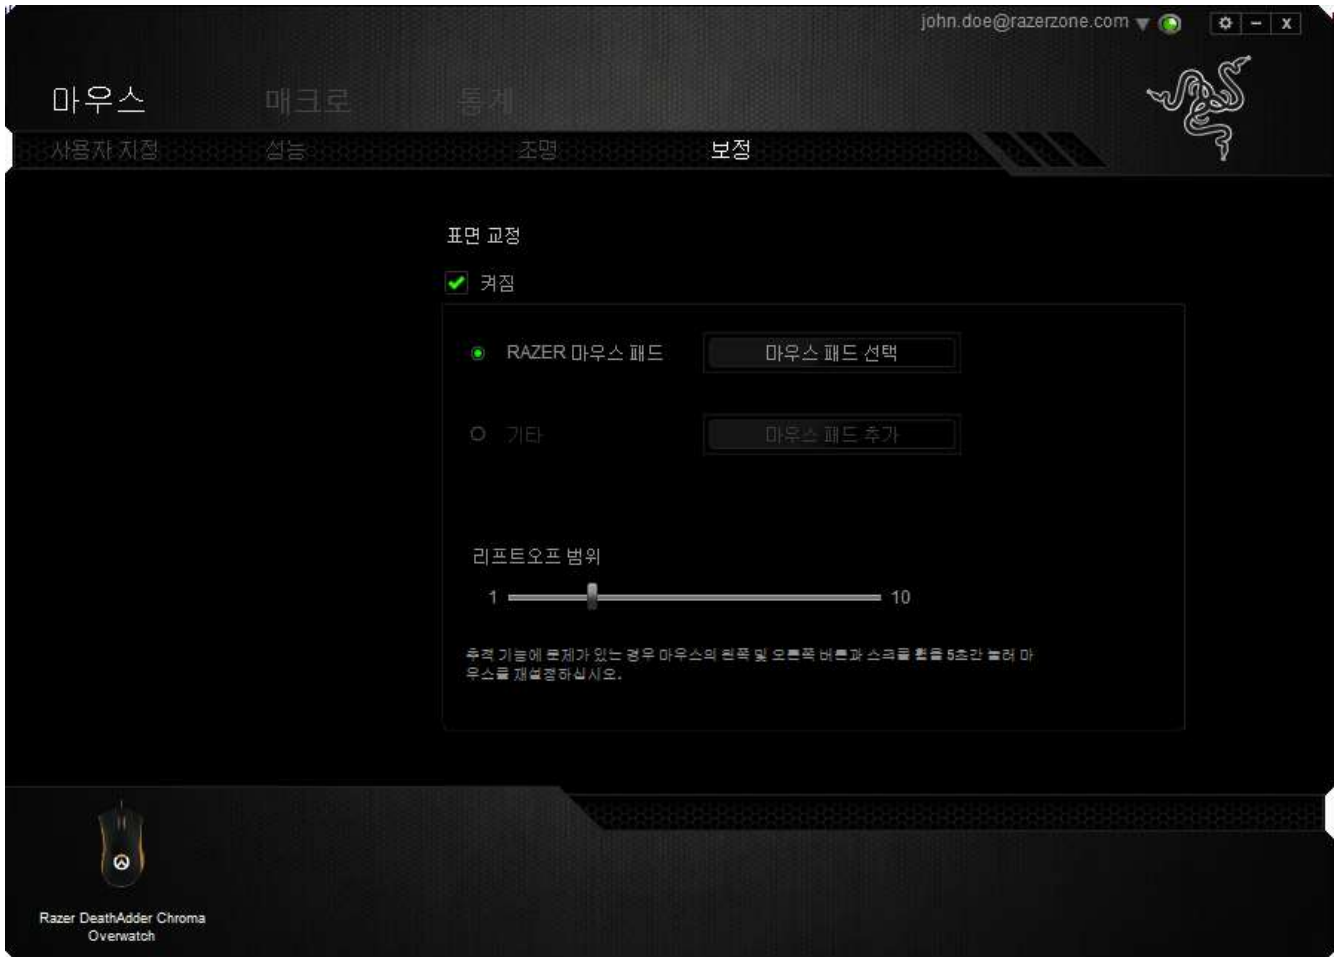 john.doe@razerzone.com
마우스 매크로 통계
사용자 지정 성능 조명 보정
표면 교정
켜짐
RAZER 마우스 패드 마우스 패드 선택
기타 마우스 패드 추가
리프트오프 범위
1 10
추적 기능에 문제가 있는 경우 마우스의 왼쪽 및 오른쪽 버튼과 스크롤 휠을 5초간 눌러 마
우스를 재설정하십시오.
Razer DeathAdder Chroma
Overwatch